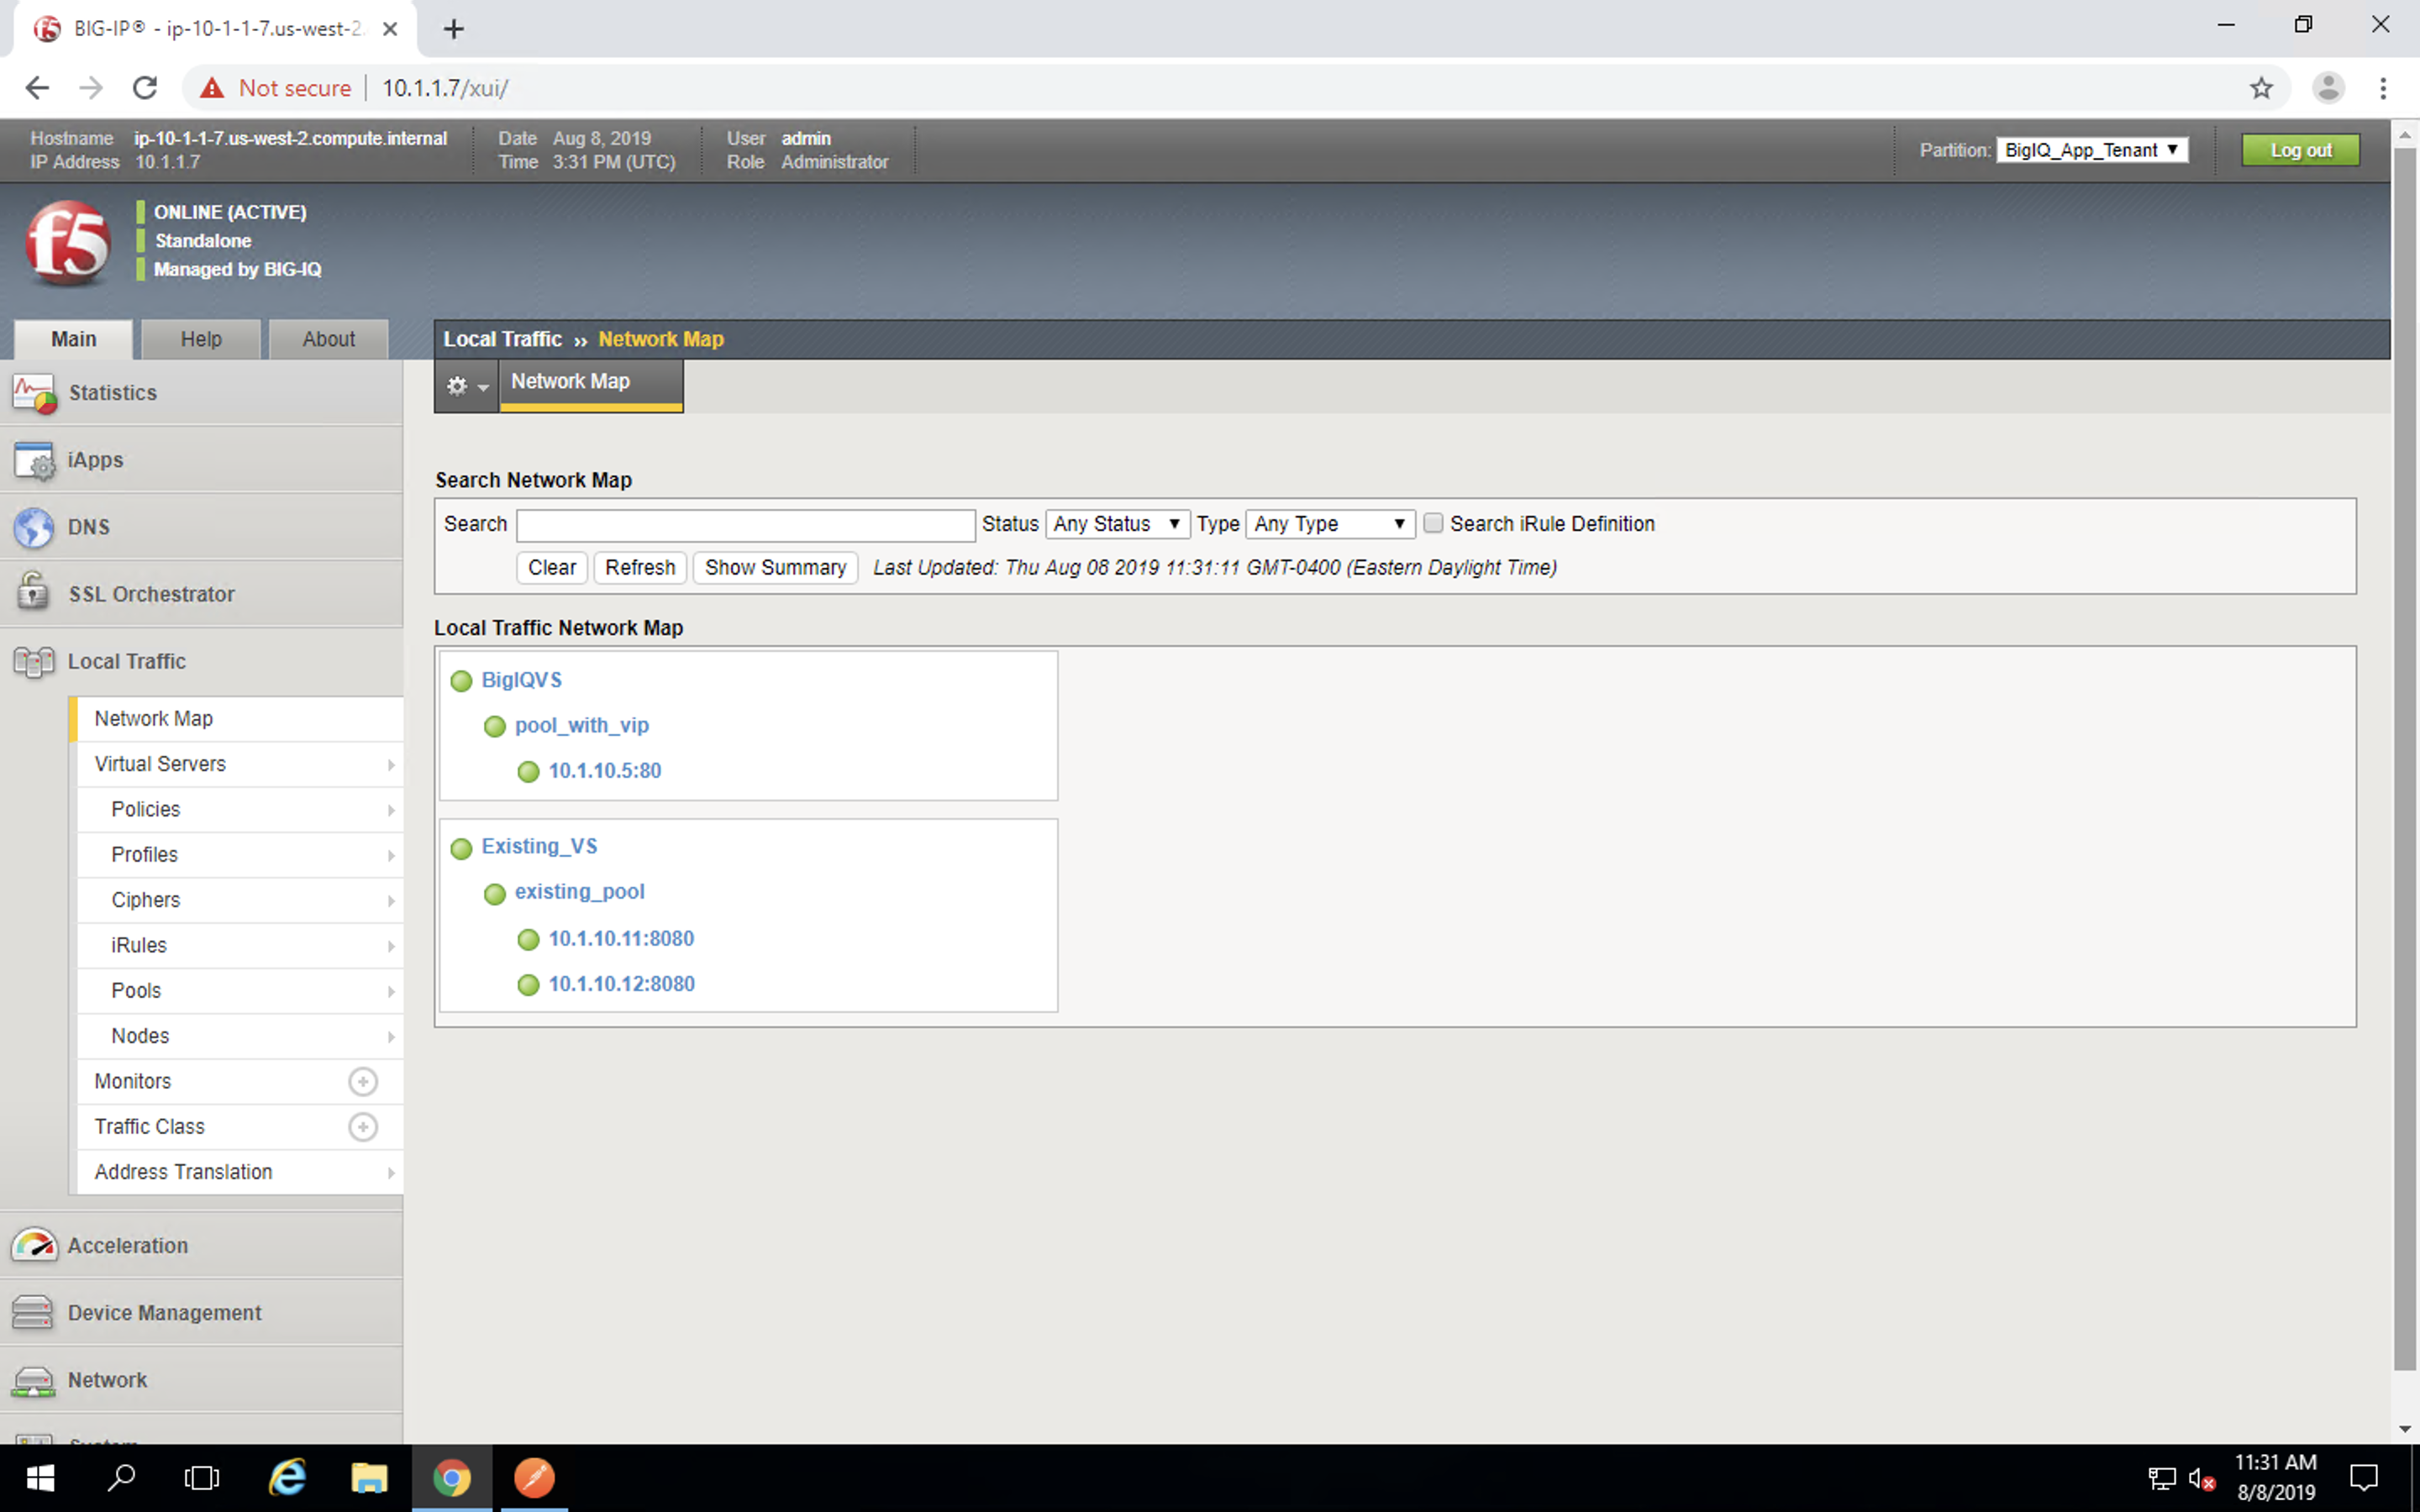 BIG-IP® - ip-10-1-1-7.us-west-2.
Not secure | 10.1.1.7/xui/
Hostname ip-10-1-1-7.us-west-2.compute.internal Date Aug 8, 2019 User admin
IP Address 10.1.1.7 Time 3:31 PM (UTC) Role Administrator
Partition: BigIQ_App_Tenant Log out
f5
ONLINE (ACTIVE)
Standalone
Managed by BIG-IQ
Main Help About
Local Traffic ›› Network Map
Network Map
Statistics
iApps
DNS
SSL Orchestrator
Local Traffic
Network Map
Virtual Servers
Policies
Profiles
Ciphers
iRules
Pools
Nodes
Monitors
Traffic Class
Address Translation
Acceleration
Device Management
Network
Search Network Map
Search Status Any Status Type Any Type Search iRule Definition
Clear Refresh Show Summary Last Updated: Thu Aug 08 2019 11:31:11 GMT-0400 (Eastern Daylight Time)
Local Traffic Network Map
BigIQVS
pool_with_vip
10.1.10.5:80
Existing_VS
existing_pool
10.1.10.11:8080
10.1.10.12:8080
11:31 AM
8/8/2019